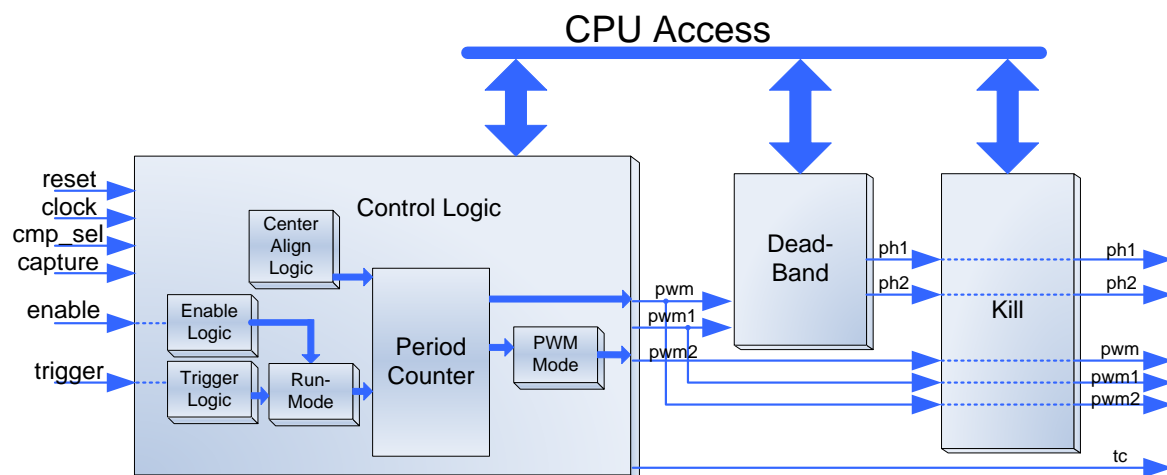 CPU Access
reset
clock
cmp_sel
capture
enable
trigger
Control Logic
Center
Align
Logic
Enable
Logic
Trigger
Logic
Run-
Mode
Period
Counter
PWM
Mode
pwm
pwm1
pwm2
Dead-
Band
ph1
ph2
Kill
ph1
ph2
pwm
pwm1
pwm2
tc